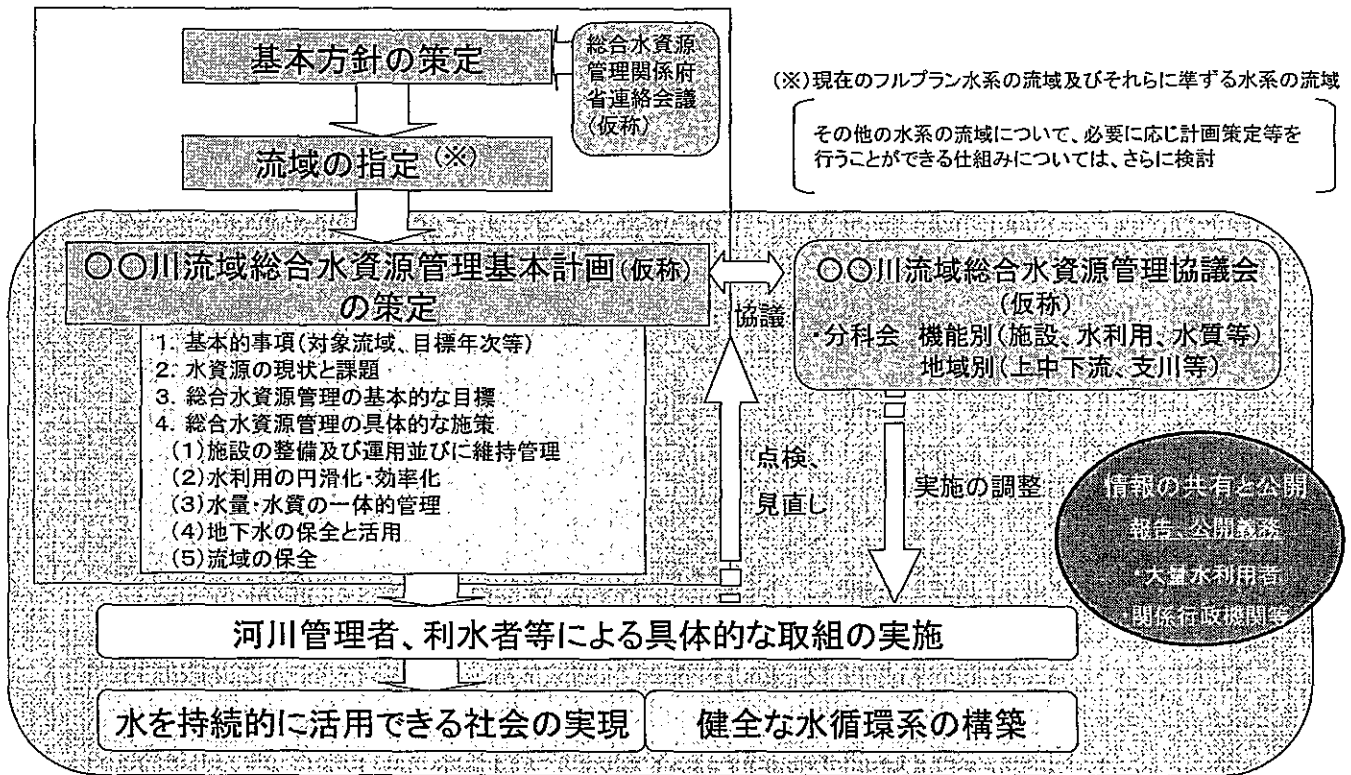 基本方針の策定
総合水資源
管理関係府
省連絡会議
(仮称)
流域の指定(※)
(※)現在のフルプラン水系の流域及びそれらに準ずる水系の流域
その他の水系の流域について、必要に応じ計画策定等を
行うことができる仕組みについては、さらに検討
〇〇川流域総合水資源管理基本計画(仮称)
の策定
協議
〇〇川流域総合水資源管理協議会
(仮称)
・分科会 機能別(施設、水利用、水質等)
地域別(上中下流、支川等)
1. 基本的事項(対象流域、目標年次等)
2. 水資源の現状と課題
3. 総合水資源管理の基本的な目標
4. 総合水資源管理の具体的な施策
(1)施設の整備及び運用並びに維持管理
(2)水利用の円滑化・効率化
(3)水量・水質の一体的管理
(4)地下水の保全と活用
(5)流域の保全
点検、
見直し
実施の調整
情報の共有と公開
報告、公開義務
・大量水利用者
・関係行政機関等
河川管理者、利水者等による具体的な取組の実施
水を持続的に活用できる社会の実現
健全な水循環系の構築